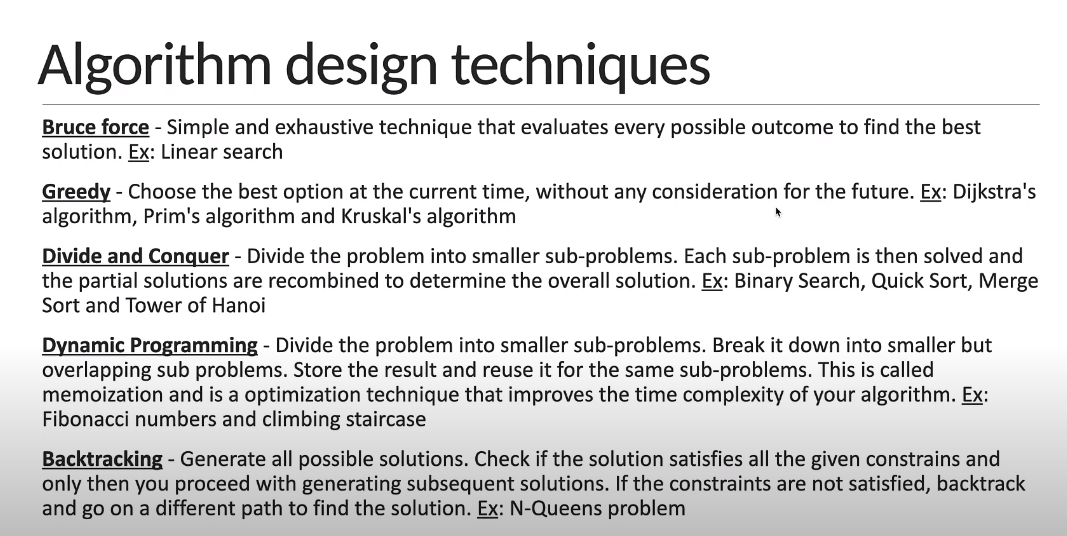 Algorithm design techniques
Bruce force - Simple and exhaustive technique that evaluates every possible outcome to find the best
solution. Ex: Linear search
Greedy - Choose the best option at the current time, without any consideration for the future. Ex: Dijkstra's
algorithm, Prim's algorithm and Kruskal's algorithm
Divide and Conquer - Divide the problem into smaller sub-problems. Each sub-problem is then solved and
the partial solutions are recombined to determine the overall solution. Ex: Binary Search, Quick Sort, Merge
Sort and Tower of Hanoi
Dynamic Programming - Divide the problem into smaller sub-problems. Break it down into smaller but
overlapping sub problems. Store the result and reuse it for the same sub-problems. This is called
memoization and is a optimization technique that improves the time complexity of your algorithm. Ex:
Fibonacci numbers and climbing staircase
Backtracking - Generate all possible solutions. Check if the solution satisfies all the given constrains and
only then you proceed with generating subsequent solutions. If the constraints are not satisfied, backtrack
and go on a different path to find the solution. Ex: N-Queens problem